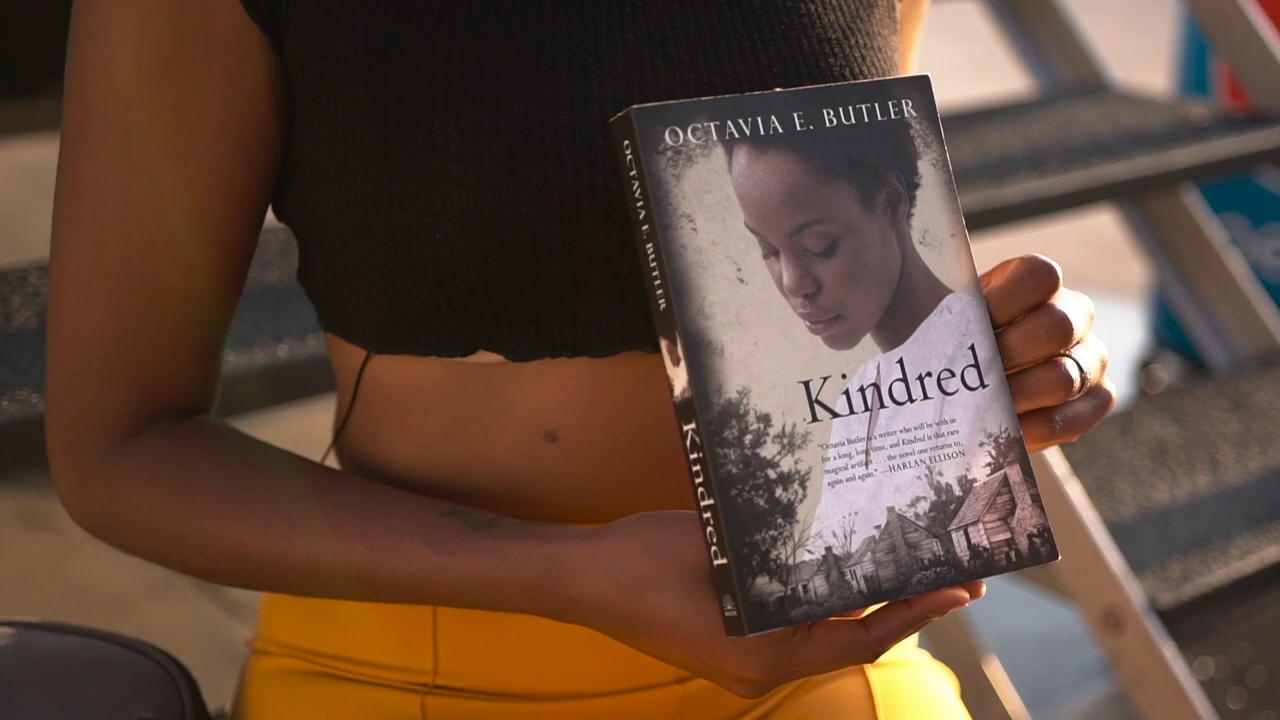 OCTAVIA E. BUTLER
Kindred
"Octavia Butler is a writer who will be with us
for a long, long time, and Kindred is that rare
magical artifact . . . the novel one returns to,
again and again." —HARLAN ELLISON
OCTAVIA E. BUTLER
Kindred